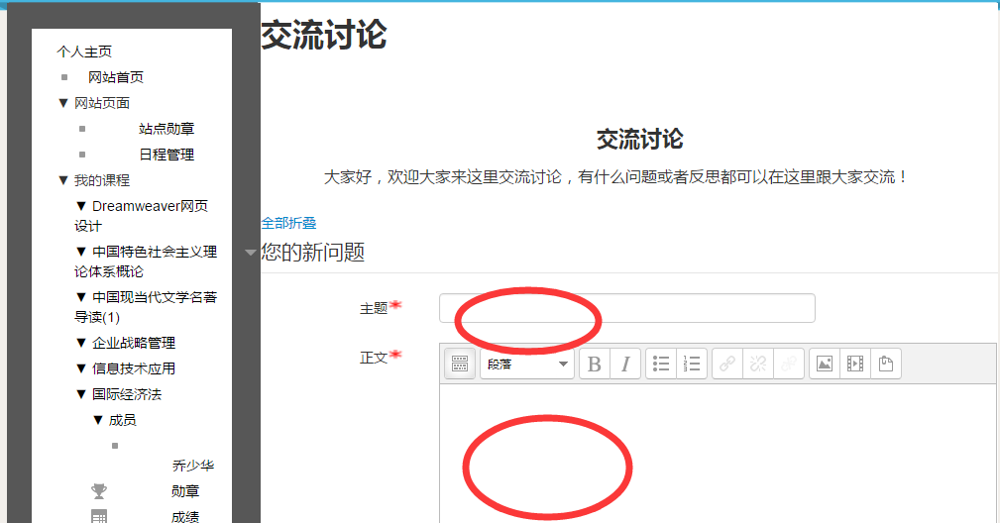 个人主页
网站首页
▼ 网站页面
站点勋章
日程管理
▼ 我的课程
▼ Dreamweaver网页
设计
▼ 中国特色社会主义理
论体系概论
▼ 中国现当代文学名著
导读(1)
▼ 企业战略管理
▼ 信息技术应用
▼ 国际经济法
▼ 成员
乔少华
勋章
成绩
交流讨论
交流讨论
大家好，欢迎大家来这里交流讨论，有什么问题或者反思都可以在这里跟大家交流！
全部折叠
您的新问题
主题*
正文*
段落
B I